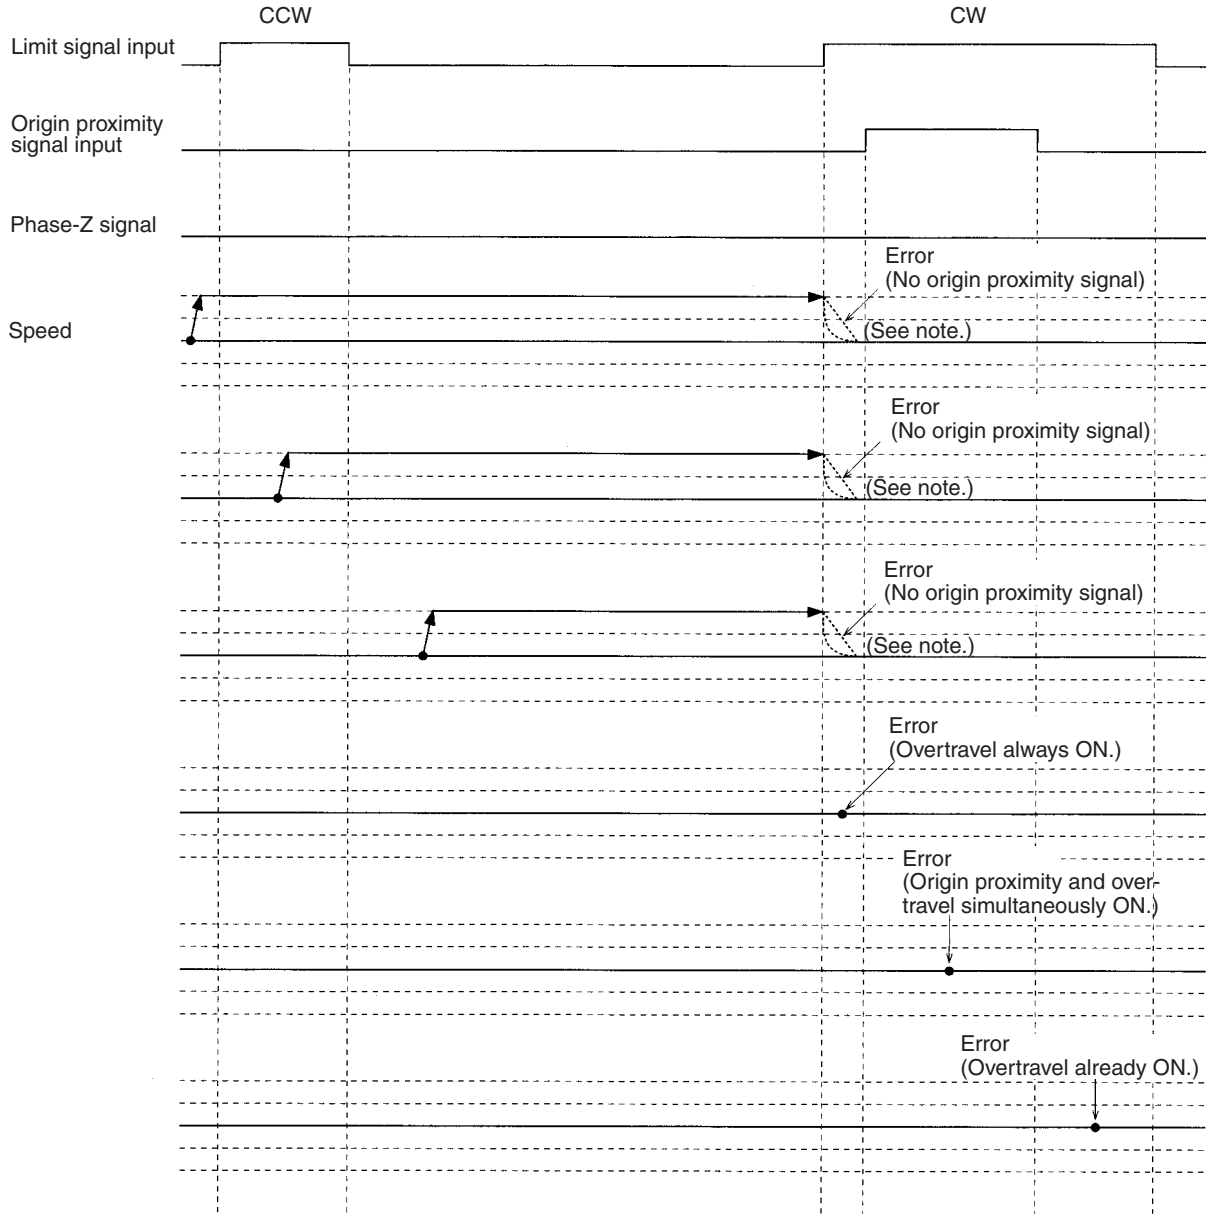 CCW
CW
Limit signal input
Origin proximity
signal input
Phase-Z signal
Error
(No origin proximity signal)
Speed
(See note.)
Error
(No origin proximity signal)
(See note.)
Error
(No origin proximity signal)
(See note.)
Error
(Overtravel always ON.)
Error
(Origin proximity and over-
travel simultaneously ON.)
Error
(Overtravel already ON.)